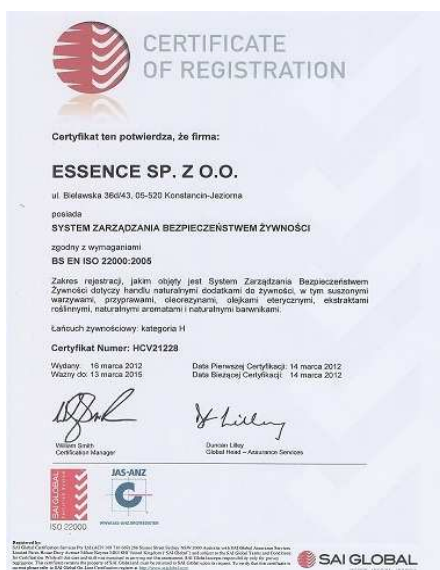 CERTIFICATE
OF REGISTRATION
Certyfikat ten potwierdza, że firma:
ESSENCE SP. Z O.O.
ul. Bielawska 36d/43, 05-520 Konstancin-Jeziorna
posiada
SYSTEM ZARZĄDZANIA BEZPIECZEŃSTWEM ŻYWNOŚCI
zgodny z wymaganiami
BS EN ISO 22000:2005
Zakres rejestracji, jakim objęty jest System Zarządzania Bezpieczeństwem
Żywności dotyczy handlu naturalnymi dodatkami do żywności, w tym suszonymi
warzywami, przyprawami, oleorezynami, olejkami eterycznymi, ekstraktami
roślinnymi, naturalnymi aromatami i naturalnymi barwnikami.
Łańcuch żywnościowy: kategoria H
Certyfikat Numer: HCV21228
Wydany: 16 marca 2012 Data Pierwszej Certyfikacji: 14 marca 2012
Ważny do: 13 marca 2015 Data Bieżącej Certyfikacji: 14 marca 2012
William Smith Duncan Lilley
Certification Manager Global Head – Assurance Services
SAI GLOBAL
JAS-ANZ
ISO 22000
Registered by:
SAI GLOBAL